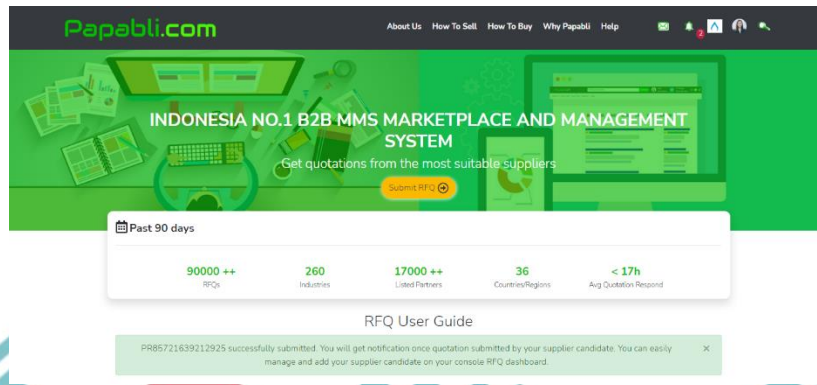 Papabli.com
About Us How To Sell How To Buy Why Papabli Help
2
INDONESIA NO.1 B2B MMS MARKETPLACE AND MANAGEMENT
SYSTEM
Get quotations from the most suitable suppliers
Submit RFQ
Past 90 days
90000 ++ 260 17000 ++ 36 < 17h
RFQs Industries Listed Partners Countries/Regions Avg Quotation Respond
RFQ User Guide
PR85721639212925 successfully submitted. You will get notification once quotation submitted by your supplier candidate. You can easily ×
manage and add your supplier candidate on your console RFQ dashboard.